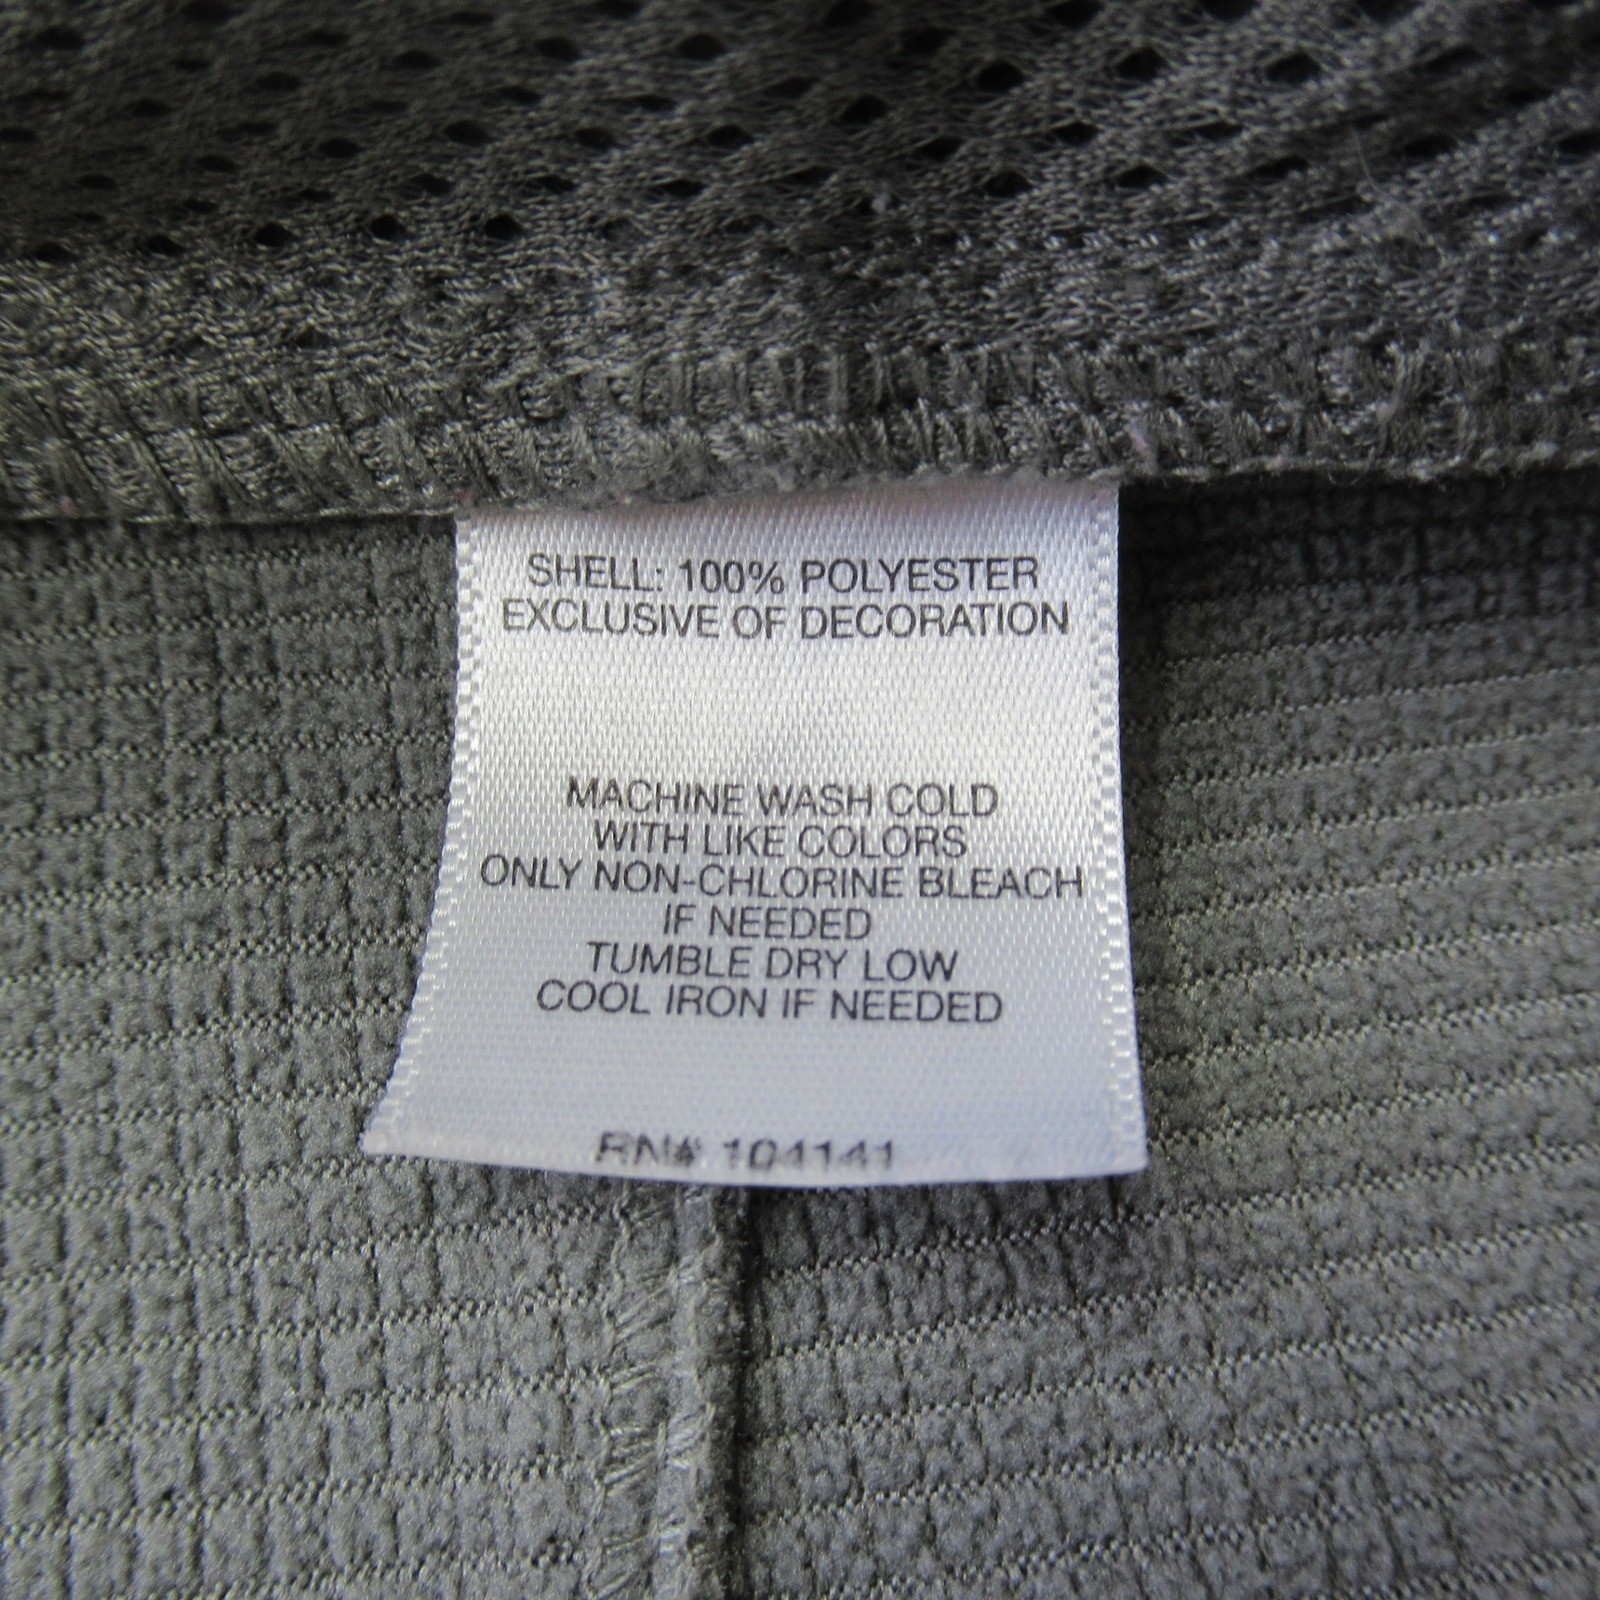 SHELL: 100% POLYESTER
EXCLUSIVE OF DECORATION
MACHINE WASH COLD
WITH LIKE COLORS
ONLY NON-CHLORINE BLEACH
IF NEEDED
TUMBLE DRY LOW
COOL IRON IF NEEDED
RN# 104141